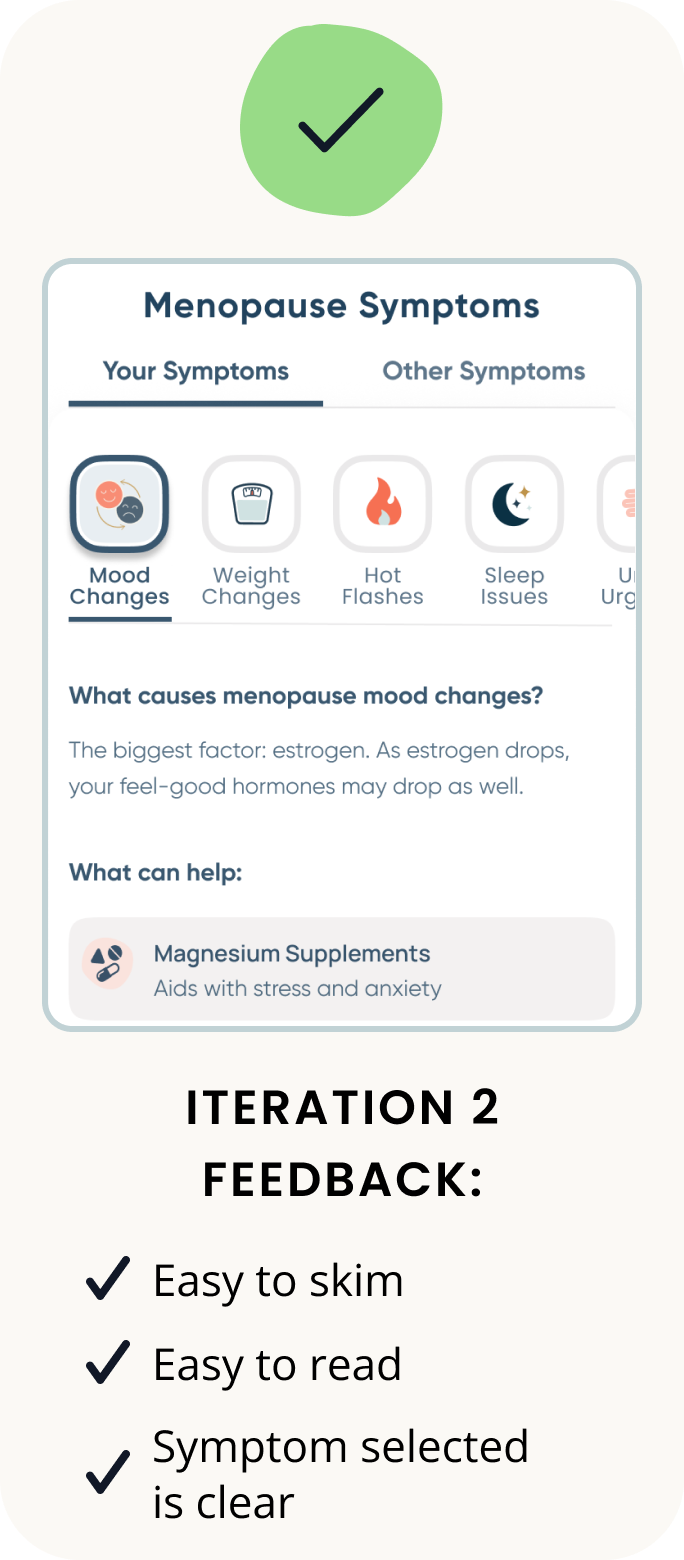 Menopause Symptoms
Your Symptoms
Other Symptoms
Mood
Changes
Weight
Changes
Hot
Flashes
Sleep
Issues
What causes menopause mood changes?
The biggest factor: estrogen. As estrogen drops,
your feel-good hormones may drop as well.
What can help:
Magnesium Supplements
Aids with stress and anxiety
ITERATION 2
FEEDBACK:
Easy to skim
Easy to read
Symptom selected
is clear